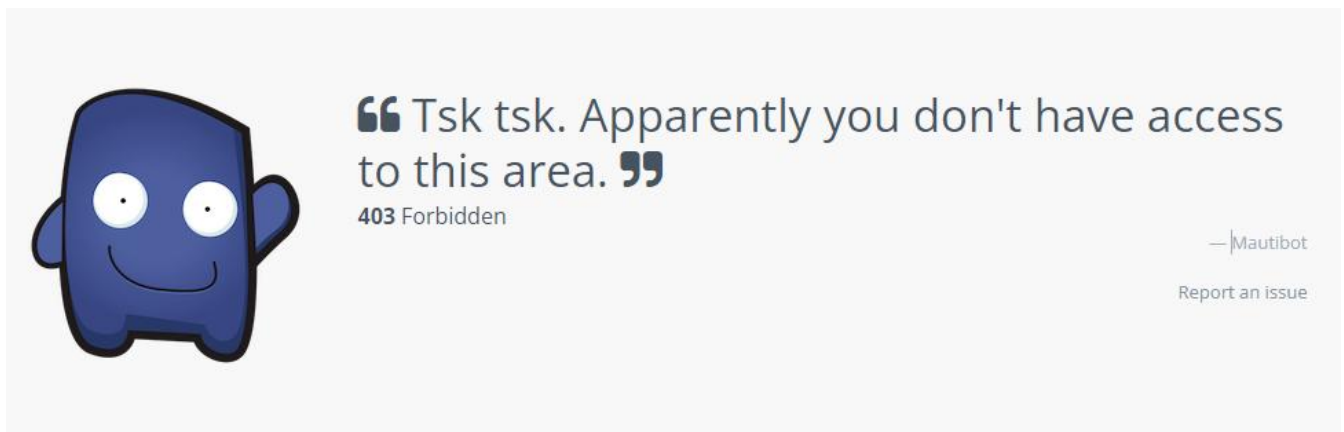 ❝ Tsk tsk. Apparently you don't have access
to this area. ❞
403 Forbidden
— Mautibot
Report an issue